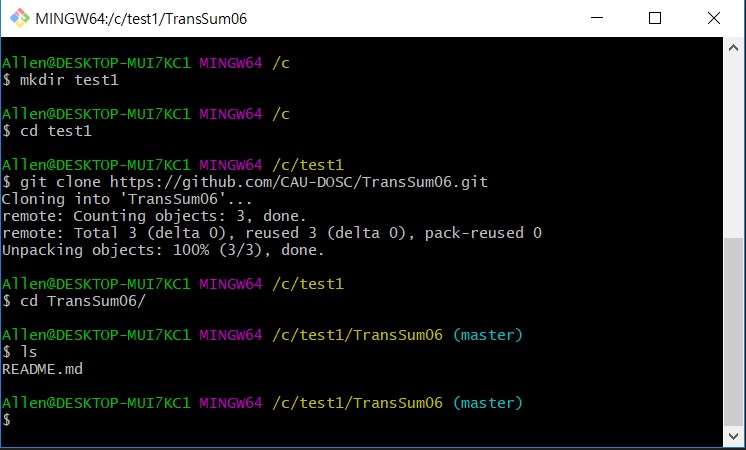 MINGW64:/c/test1/TransSum06
Allen@DESKTOP-MUI7KC1 MINGW64 /c
$ mkdir test1
Allen@DESKTOP-MUI7KC1 MINGW64 /c
$ cd test1
Allen@DESKTOP-MUI7KC1 MINGW64 /c/test1
$ git clone https://github.com/CAU-DOSC/TransSum06.git
Cloning into 'TransSum06'...
remote: Counting objects: 3, done.
remote: Total 3 (delta 0), reused 3 (delta 0), pack-reused 0
Unpacking objects: 100% (3/3), done.
Allen@DESKTOP-MUI7KC1 MINGW64 /c/test1
$ cd TransSum06/
Allen@DESKTOP-MUI7KC1 MINGW64 /c/test1/TransSum06 (master)
$ ls
README.md
Allen@DESKTOP-MUI7KC1 MINGW64 /c/test1/TransSum06 (master)
$